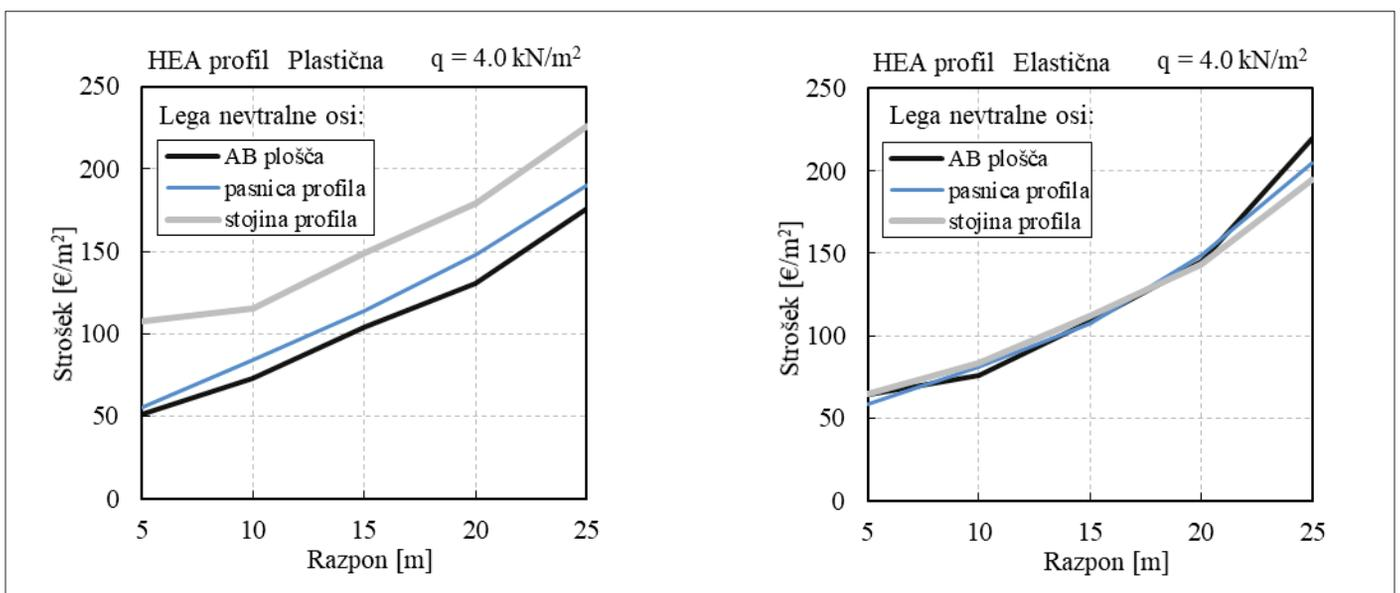 HEA profil Plastična q = 4.0 kN/m²
250
200
150
100
50
0
Strošek [€/m²]
Lega nevtralne osi:
AB plošča
pasnica profila
stojina profila
5 10 15 20 25
Razpon [m]
HEA profil Elastična q = 4.0 kN/m²
250
200
150
100
50
0
Strošek [€/m²]
Lega nevtralne osi:
AB plošča
pasnica profila
stojina profila
5 10 15 20 25
Razpon [m]